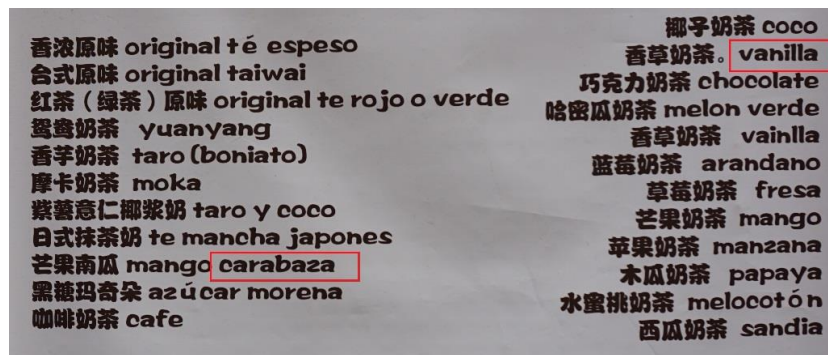 香浓原味 original té espeso
台式原味 original taiwai
红茶（绿茶）原味 original te rojo o verde
鸳鸯奶茶 yuanyang
香芋奶茶 taro (boniato)
摩卡奶茶 moka
紫薯意仁椰浆奶 taro y coco
日式抹茶奶 te mancha japones
芒果南瓜 mango carabaza
黑糖玛奇朵 azúcar morena
咖啡奶茶 cafe
椰子奶茶 coco
香草奶茶。vanilla
巧克力奶茶 chocolate
哈密瓜奶茶 melon verde
香草奶茶 vainlla
蓝莓奶茶 arandano
草莓奶茶 fresa
芒果奶茶 mango
苹果奶茶 manzana
木瓜奶茶 papaya
水蜜桃奶茶 melocotón
西瓜奶茶 sandia